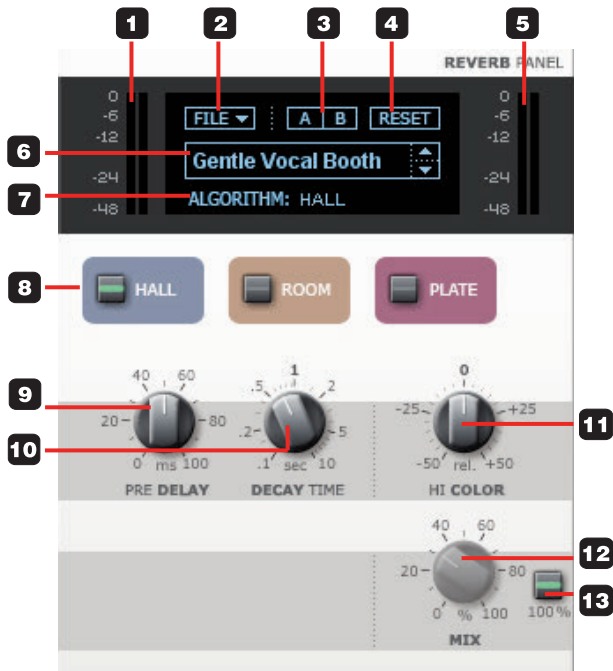 1 2 3 4 5
REVERB PANEL
0 0
-6 FILE A B RESET -6
-12 -12
6 Gentle Vocal Booth
-24 -24
7 ALGORITHM: HALL
-48 -48
8 HALL ROOM PLATE
40 60 .5 1 2 0
9 20 80 .2 5 -25 +25 11
10 0 ms 100 .1 sec 10 -50 rel. +50
PRE DELAY DECAY TIME HI COLOR
40 60 12
20 80
0 % 100 100 % 13
MIX